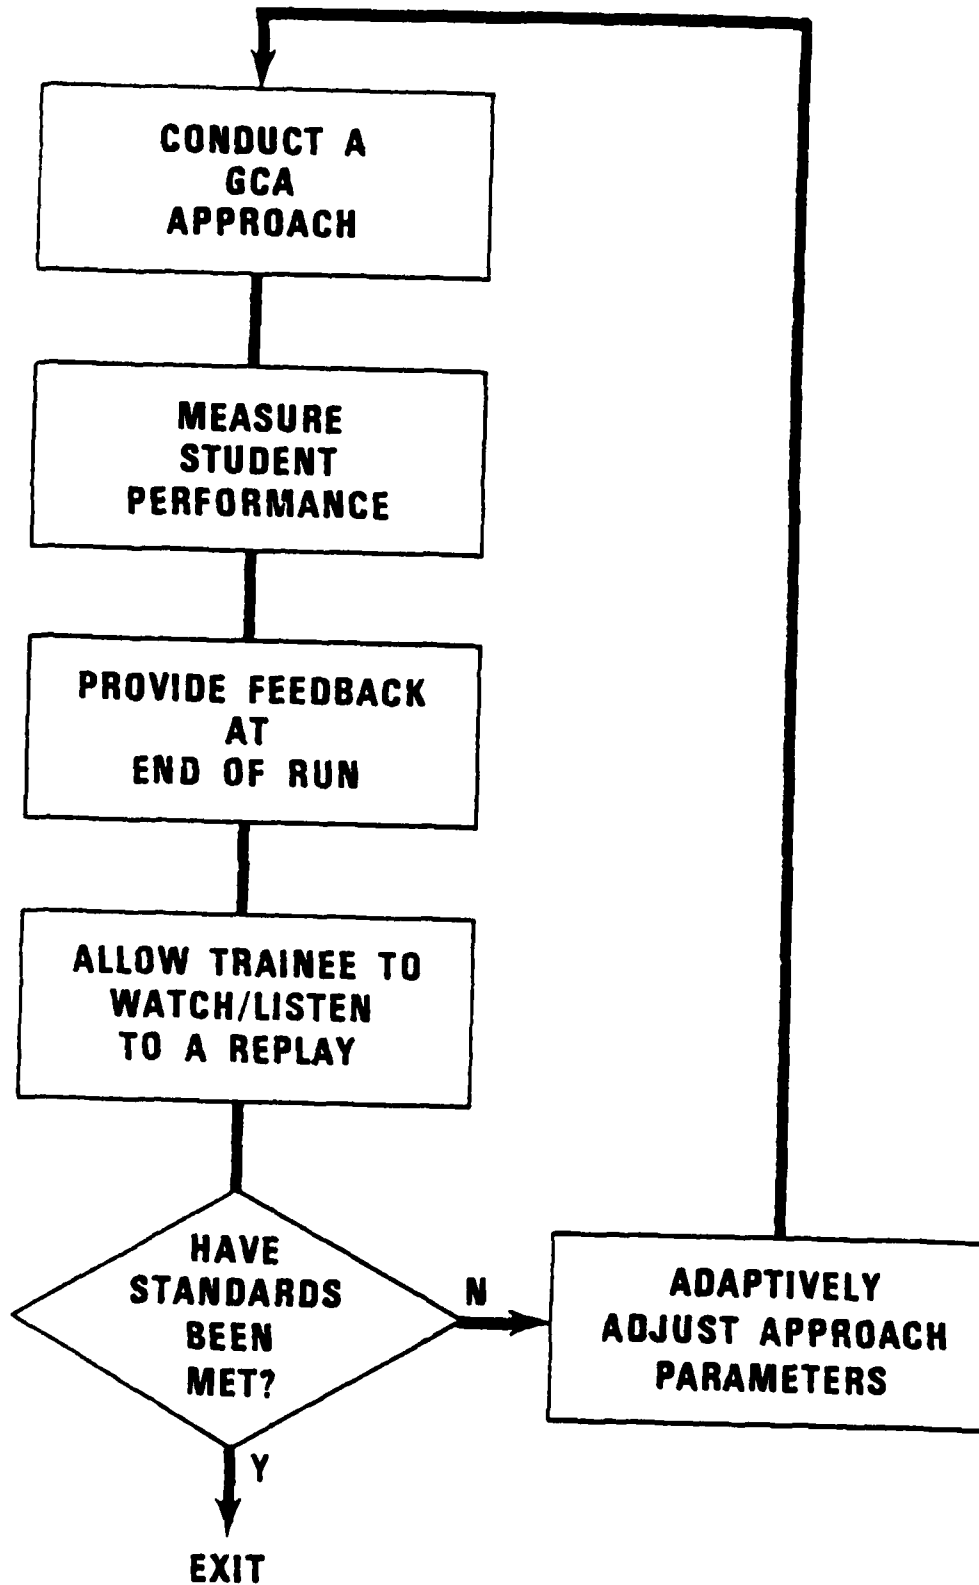 CONDUCT A
GCA
APPROACH
MEASURE
STUDENT
PERFORMANCE
PROVIDE FEEDBACK
AT
END OF RUN
ALLOW TRAINEE TO
WATCH/LISTEN
TO A REPLAY
HAVE
STANDARDS
BEEN
MET?
N
ADAPTIVELY
ADJUST APPROACH
PARAMETERS
Y
EXIT